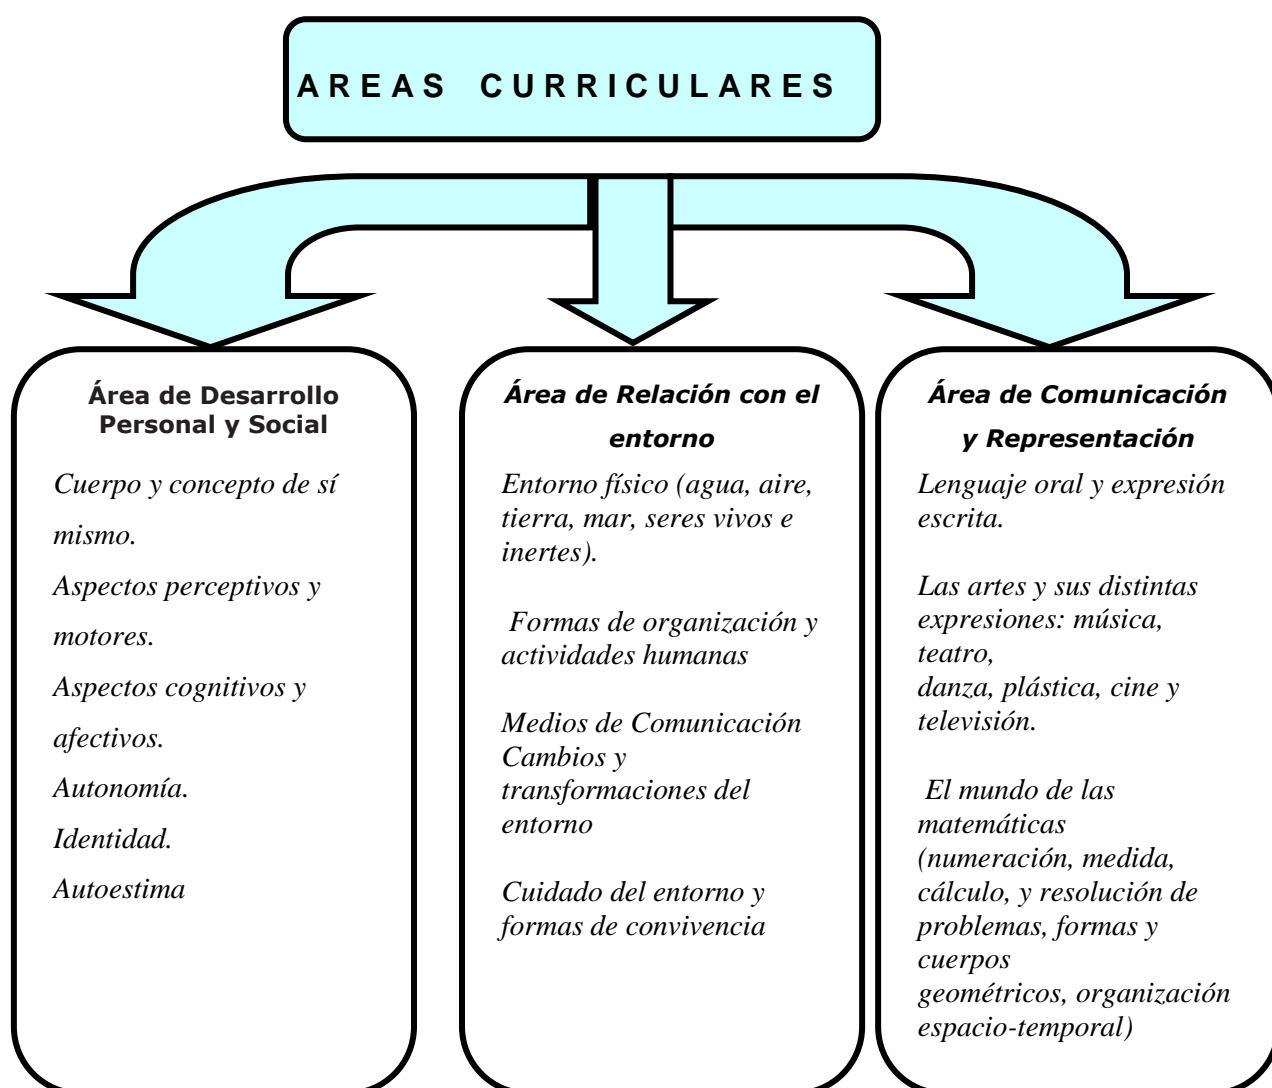 AREAS CURRICULARES
Área de Desarrollo
Personal y Social
Cuerpo y concepto de sí
mismo.
Aspectos perceptivos y
motores.
Aspectos cognitivos y
afectivos.
Autonomía.
Identidad.
Autoestima
Área de Relación con el
entorno
Entorno físico (agua, aire,
tierra, mar, seres vivos e
inertes).
Formas de organización y
actividades humanas
Medios de Comunicación
Cambios y
transformaciones del
entorno
Cuidado del entorno y
formas de convivencia
Área de Comunicación
y Representación
Lenguaje oral y expresión
escrita.
Las artes y sus distintas
expresiones: música,
teatro,
danza, plástica, cine y
televisión.
El mundo de las
matemáticas
(numeración, medida,
cálculo, y resolución de
problemas, formas y
cuerpos
geométricos, organización
espacio-temporal)